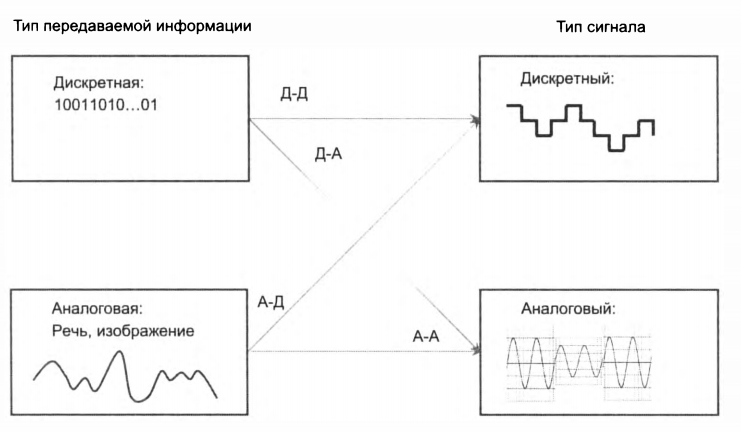 Тип передаваемой информации
Тип сигнала
Дискретная:
10011010...01
Д-Д
Д-А
Дискретный:
Аналоговая:
Речь, изображение
А-Д
А-А
Аналоговый: